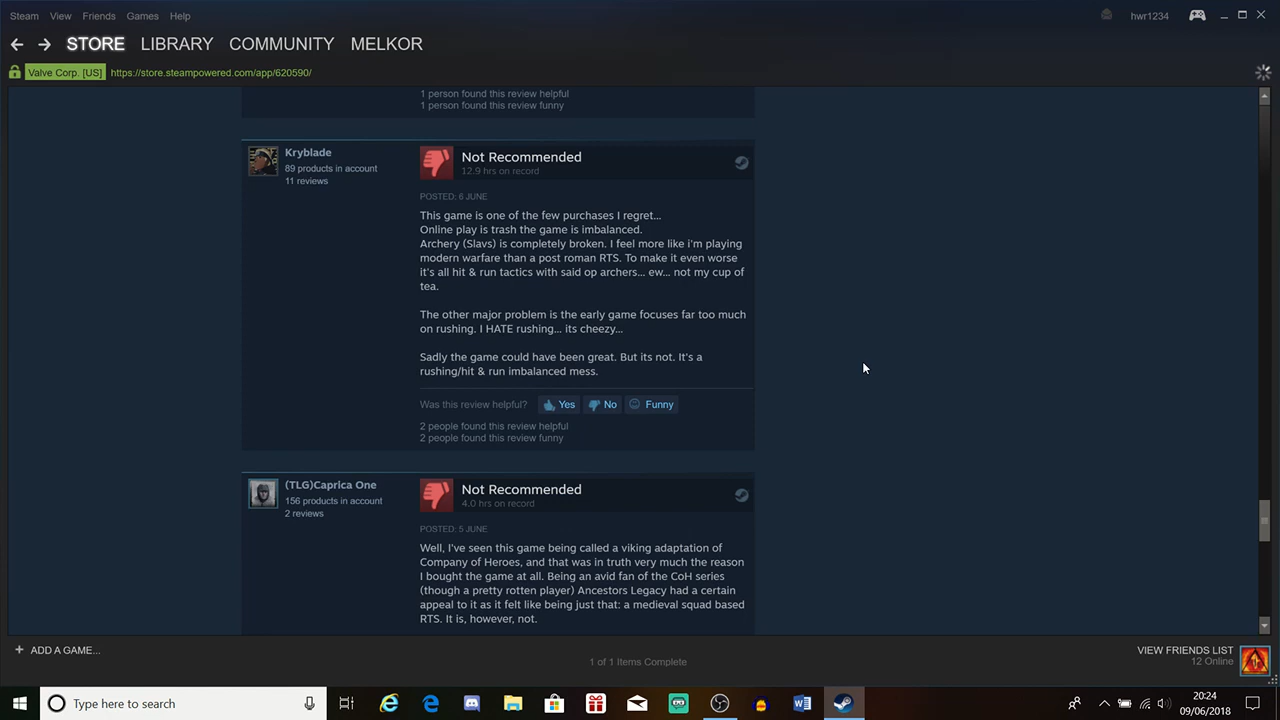 Steam View Friends Games Help hwr1234
STORE LIBRARY COMMUNITY MELKOR
Valve Corp. [US] https://store.steampowered.com/app/620590/
1 person found this review helpful
1 person found this review funny
Kryblade
89 products in account
11 reviews
Not Recommended
12.9 hrs on record
POSTED: 6 JUNE
This game is one of the few purchases I regret...
Online play is trash the game is imbalanced.
Archery (Slavs) is completely broken. I feel more like i'm playing
modern warfare than a post roman RTS. To make it even worse
it's all hit & run tactics with said op archers... ew... not my cup of
tea.
The other major problem is the early game focuses far too much
on rushing. I HATE rushing... its cheezy...
Sadly the game could have been great. But its not. It's a
rushing/hit & run imbalanced mess.
Was this review helpful? Yes No Funny
2 people found this review helpful
2 people found this review funny
(TLG)Caprica One
156 products in account
2 reviews
Not Recommended
4.0 hrs on record
POSTED: 5 JUNE
Well, I've seen this game being called a viking adaptation of
Company of Heroes, and that was in truth very much the reason
I bought the game at all. Being an avid fan of the CoH series
(though a pretty rotten player) Ancestors Legacy had a certain
appeal to it as it felt like being just that: a medieval squad based
RTS. It is, however, not.
+ ADD A GAME...
1 of 1 Items Complete
VIEW FRIENDS LIST
12 Online
Type here to search
20:24
09/06/2018